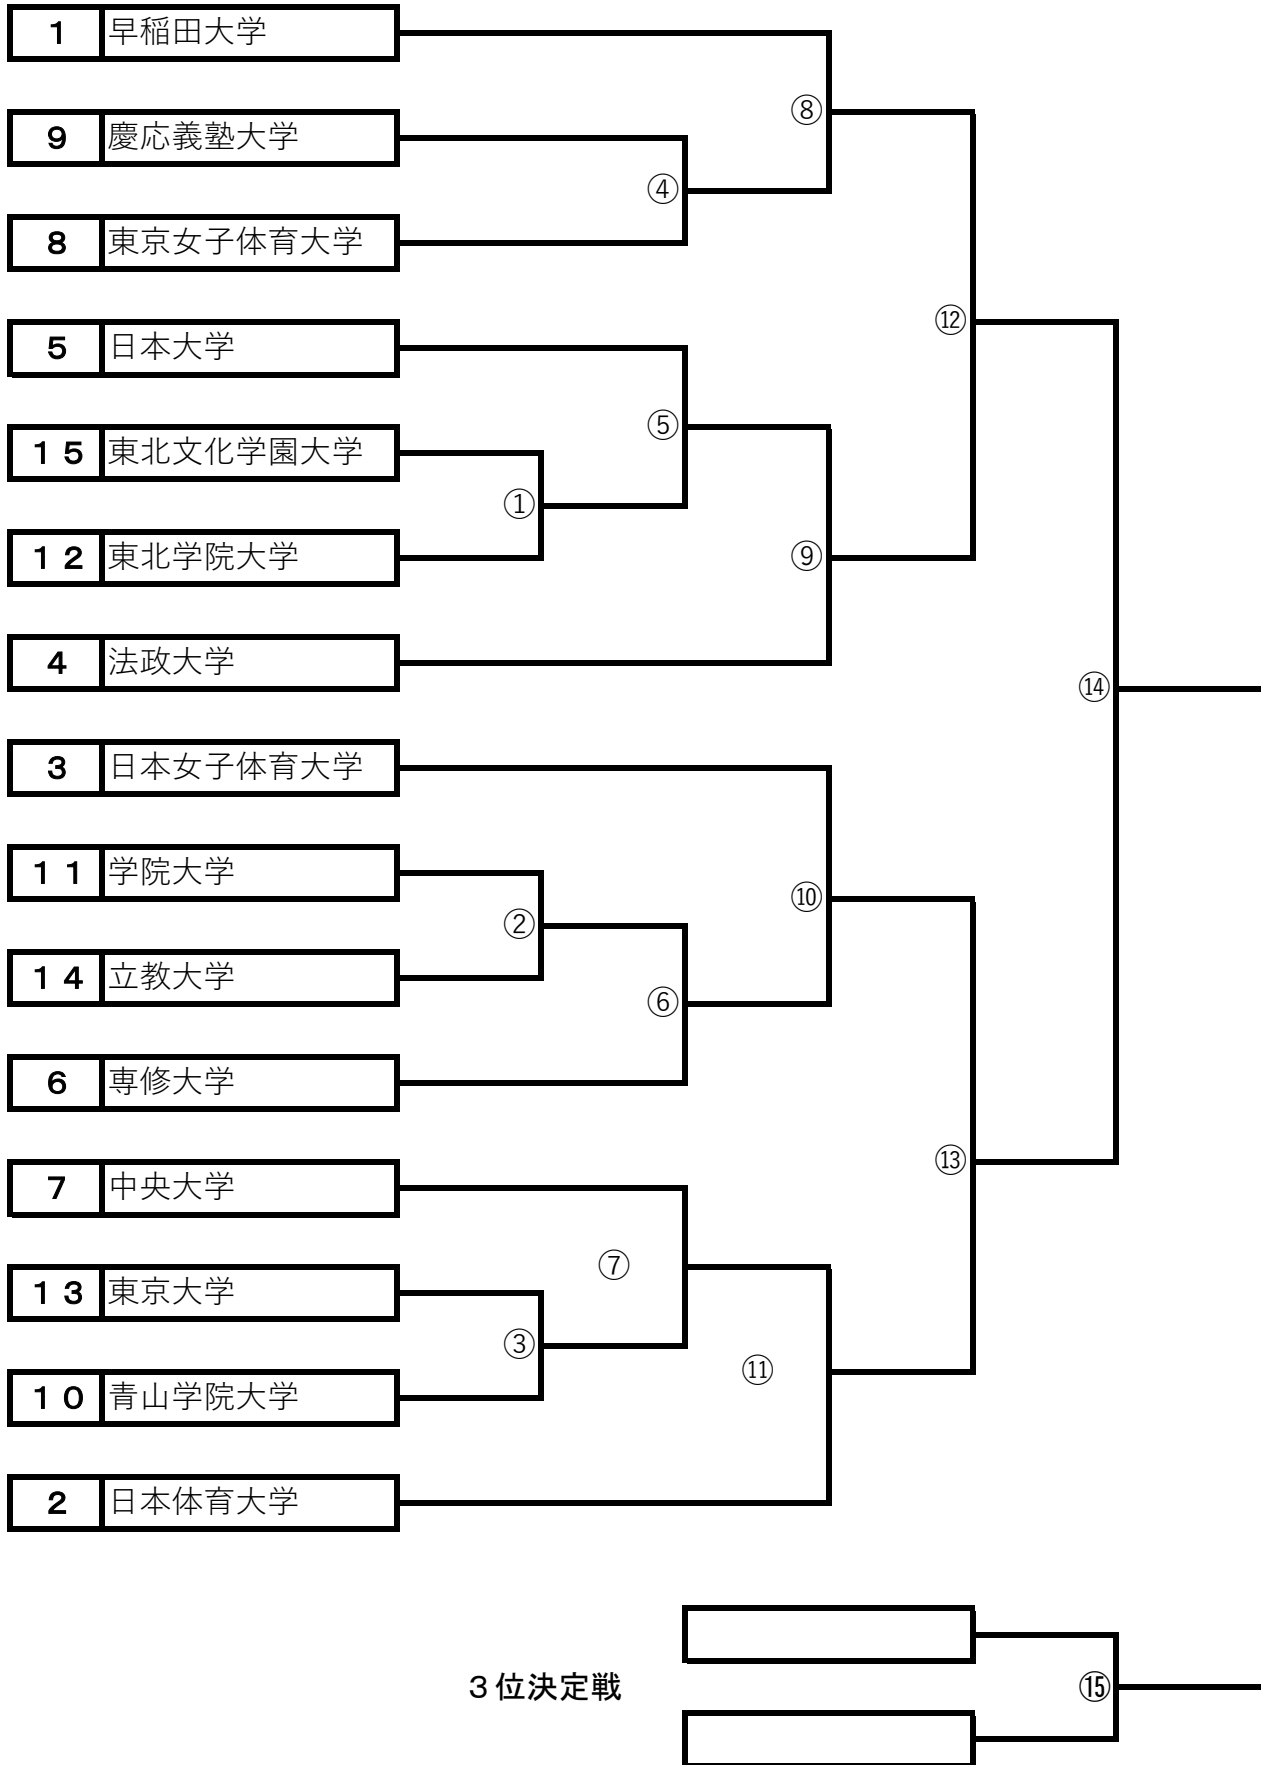 1 早稲田大学
⑧
9 慶応義塾大学
④
8 東京女子体育大学
⑫
5 日本大学
⑤
15 東北文化学園大学
①
12 東北学院大学
⑨
4 法政大学
⑭
3 日本女子体育大学
11 学院大学
⑩
②
14 立教大学
⑥
6 専修大学
⑬
7 中央大学
⑦
13 東京大学
③
⑪
10 青山学院大学
2 日本体育大学
３位決定戦
⑮